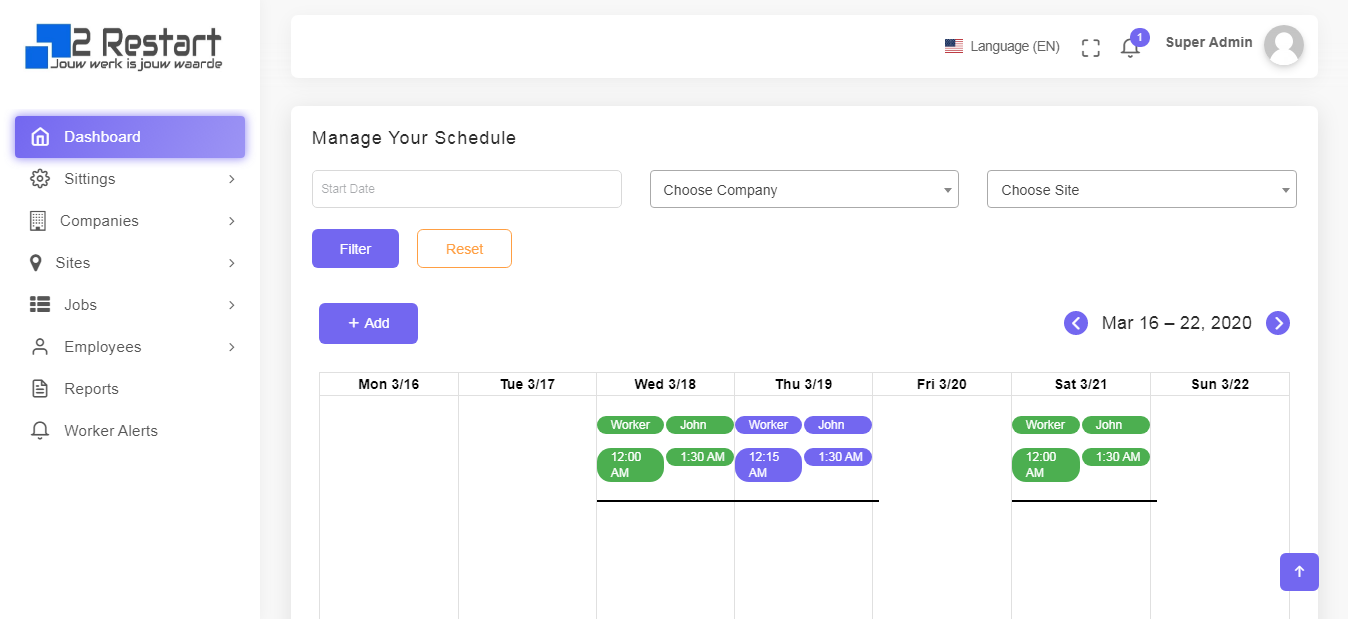 2 Restart
Jouw werk is jouw waarde
Language (EN)
1
Super Admin
Dashboard
Sittings
Companies
Sites
Jobs
Employees
Reports
Worker Alerts
Manage Your Schedule
Start Date
Choose Company
Choose Site
Filter
Reset
+ Add
Mar 16 – 22, 2020
Mon 3/16
Tue 3/17
Wed 3/18
Thu 3/19
Fri 3/20
Sat 3/21
Sun 3/22
Worker
John
12:00
AM
1:30 AM
Worker
John
12:15
AM
1:30 AM
Worker
John
12:00
AM
1:30 AM